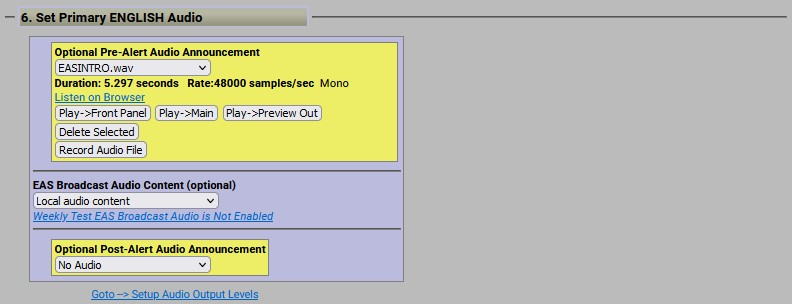 6. Set Primary ENGLISH Audio
Optional Pre-Alert Audio Announcement
EASINTRO.wav
Duration: 5.297 seconds Rate:48000 samples/sec Mono
Listen on Browser
Play->Front Panel Play->Main Play->Preview Out
Delete Selected
Record Audio File
EAS Broadcast Audio Content (optional)
Local audio content
Weekly Test EAS Broadcast Audio is Not Enabled
Optional Post-Alert Audio Announcement
No Audio
Goto --> Setup Audio Output Levels